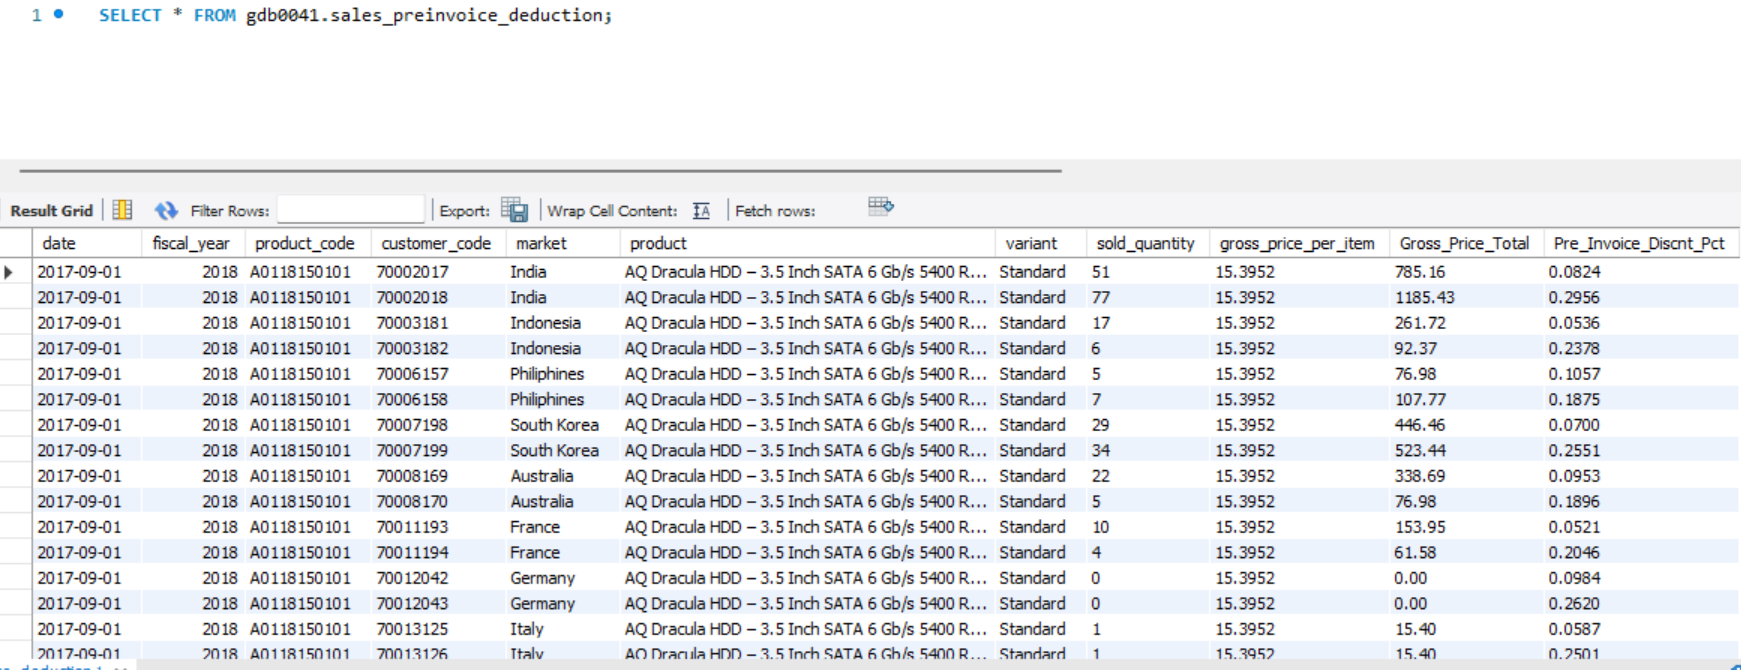 1 SELECT * FROM gdb0041.sales_preinvoice_deduction;
Result Grid Filter Rows: Export: Wrap Cell Content: IA Fetch rows:
date fiscal_year product_code customer_code market product variant sold_quantity gross_price_per_item Gross_Price_Total Pre_Invoice_Discnt_Pct
2017-09-01 2018 A0118150101 70002017 India AQ Dracula HDD – 3.5 Inch SATA 6 Gb/s 5400 R... Standard 51 15.3952 785.16 0.0824
2017-09-01 2018 A0118150101 70002018 India AQ Dracula HDD – 3.5 Inch SATA 6 Gb/s 5400 R... Standard 77 15.3952 1185.43 0.2956
2017-09-01 2018 A0118150101 70003181 Indonesia AQ Dracula HDD – 3.5 Inch SATA 6 Gb/s 5400 R... Standard 17 15.3952 261.72 0.0536
2017-09-01 2018 A0118150101 70003182 Indonesia AQ Dracula HDD – 3.5 Inch SATA 6 Gb/s 5400 R... Standard 6 15.3952 92.37 0.2378
2017-09-01 2018 A0118150101 70006157 Philiphines AQ Dracula HDD – 3.5 Inch SATA 6 Gb/s 5400 R... Standard 5 15.3952 76.98 0.1057
2017-09-01 2018 A0118150101 70006158 Philiphines AQ Dracula HDD – 3.5 Inch SATA 6 Gb/s 5400 R... Standard 7 15.3952 107.77 0.1875
2017-09-01 2018 A0118150101 70007198 South Korea AQ Dracula HDD – 3.5 Inch SATA 6 Gb/s 5400 R... Standard 29 15.3952 446.46 0.0700
2017-09-01 2018 A0118150101 70007199 South Korea AQ Dracula HDD – 3.5 Inch SATA 6 Gb/s 5400 R... Standard 34 15.3952 523.44 0.2551
2017-09-01 2018 A0118150101 70008169 Australia AQ Dracula HDD – 3.5 Inch SATA 6 Gb/s 5400 R... Standard 22 15.3952 338.69 0.0953
2017-09-01 2018 A0118150101 70008170 Australia AQ Dracula HDD – 3.5 Inch SATA 6 Gb/s 5400 R... Standard 5 15.3952 76.98 0.1896
2017-09-01 2018 A0118150101 70011193 France AQ Dracula HDD – 3.5 Inch SATA 6 Gb/s 5400 R... Standard 10 15.3952 153.95 0.0521
2017-09-01 2018 A0118150101 70011194 France AQ Dracula HDD – 3.5 Inch SATA 6 Gb/s 5400 R... Standard 4 15.3952 61.58 0.2046
2017-09-01 2018 A0118150101 70012042 Germany AQ Dracula HDD – 3.5 Inch SATA 6 Gb/s 5400 R... Standard 0 15.3952 0.00 0.0984
2017-09-01 2018 A0118150101 70012043 Germany AQ Dracula HDD – 3.5 Inch SATA 6 Gb/s 5400 R... Standard 0 15.3952 0.00 0.2620
2017-09-01 2018 A0118150101 70013125 Italy AQ Dracula HDD – 3.5 Inch SATA 6 Gb/s 5400 R... Standard 1 15.3952 15.40 0.0587
2017-09-01 2018 A0118150101 70013126 Italy AQ Dracula HDD – 3.5 Inch SATA 6 Gb/s 5400 R... Standard 1 15.3952 15.40 0.2501